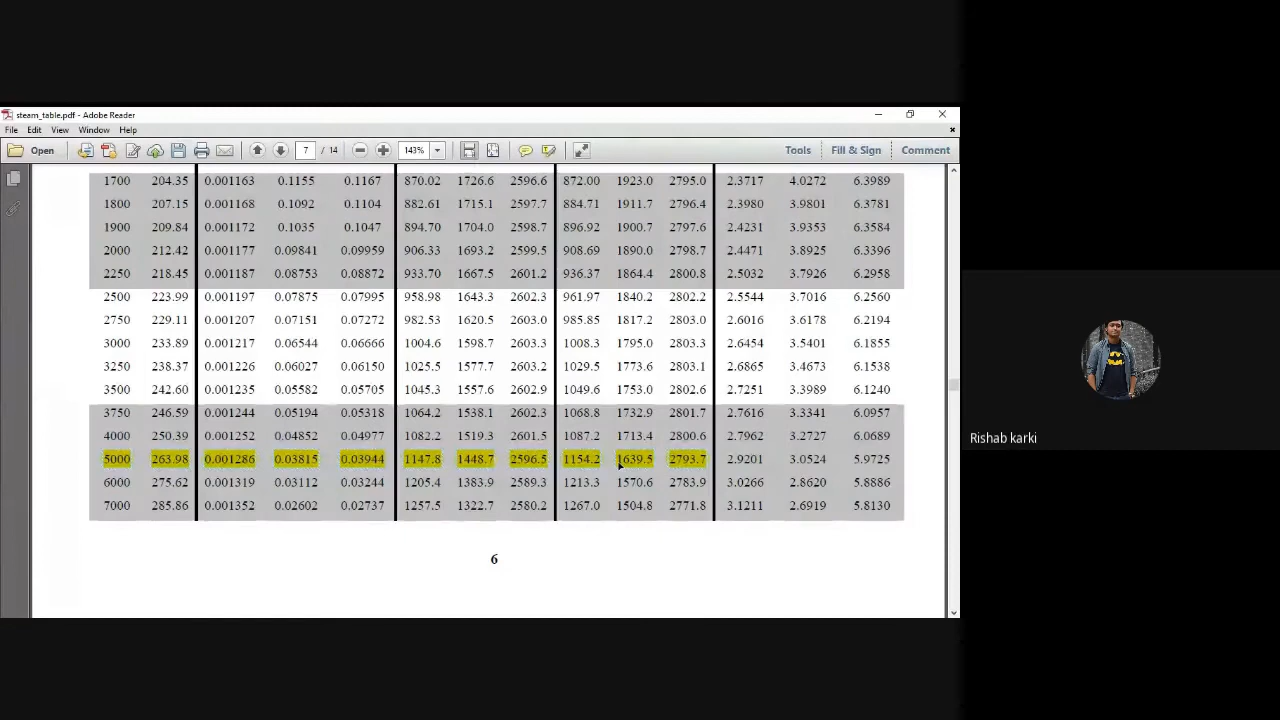 steam_table.pdf - Adobe Reader
File Edit View Window Help
Open 7 / 14 143% Tools Fill & Sign Comment
1700 204.35 0.001163 0.1155 0.1167 870.02 1726.6 2596.6 872.00 1923.0 2795.0 2.3717 4.0272 6.3989
1800 207.15 0.001168 0.1092 0.1104 882.61 1715.1 2597.7 884.71 1911.7 2796.4 2.3980 3.9801 6.3781
1900 209.84 0.001172 0.1035 0.1047 894.70 1704.0 2598.7 896.92 1900.7 2797.6 2.4231 3.9353 6.3584
2000 212.42 0.001177 0.09841 0.09959 906.33 1693.2 2599.5 908.69 1890.0 2798.7 2.4471 3.8925 6.3396
2250 218.45 0.001187 0.08753 0.08872 933.70 1667.5 2601.2 936.37 1864.4 2800.8 2.5032 3.7926 6.2958
2500 223.99 0.001197 0.07875 0.07995 958.98 1643.3 2602.3 961.97 1840.2 2802.2 2.5544 3.7016 6.2560
2750 229.11 0.001207 0.07151 0.07272 982.53 1620.5 2603.0 985.85 1817.2 2803.0 2.6016 3.6178 6.2194
3000 233.89 0.001217 0.06544 0.06666 1004.6 1598.7 2603.3 1008.3 1795.0 2803.3 2.6454 3.5401 6.1855
3250 238.37 0.001226 0.06027 0.06150 1025.5 1577.7 2603.2 1029.5 1773.6 2803.1 2.6865 3.4673 6.1538
3500 242.60 0.001235 0.05582 0.05705 1045.3 1557.6 2602.9 1049.6 1753.0 2802.6 2.7251 3.3989 6.1240
3750 246.59 0.001244 0.05194 0.05318 1064.2 1538.1 2602.3 1068.8 1732.9 2801.7 2.7616 3.3341 6.0957
4000 250.39 0.001252 0.04852 0.04977 1082.2 1519.3 2601.5 1087.2 1713.4 2800.6 2.7962 3.2727 6.0689
5000 263.98 0.001286 0.03815 0.03944 1147.8 1448.7 2596.5 1154.2 1639.5 2793.7 2.9201 3.0524 5.9725
6000 275.62 0.001319 0.03112 0.03244 1205.4 1383.9 2589.3 1213.3 1570.6 2783.9 3.0266 2.8620 5.8886
7000 285.86 0.001352 0.02602 0.02737 1257.5 1322.7 2580.2 1267.0 1504.8 2771.8 3.1211 2.6919 5.8130
6
Rishab karki